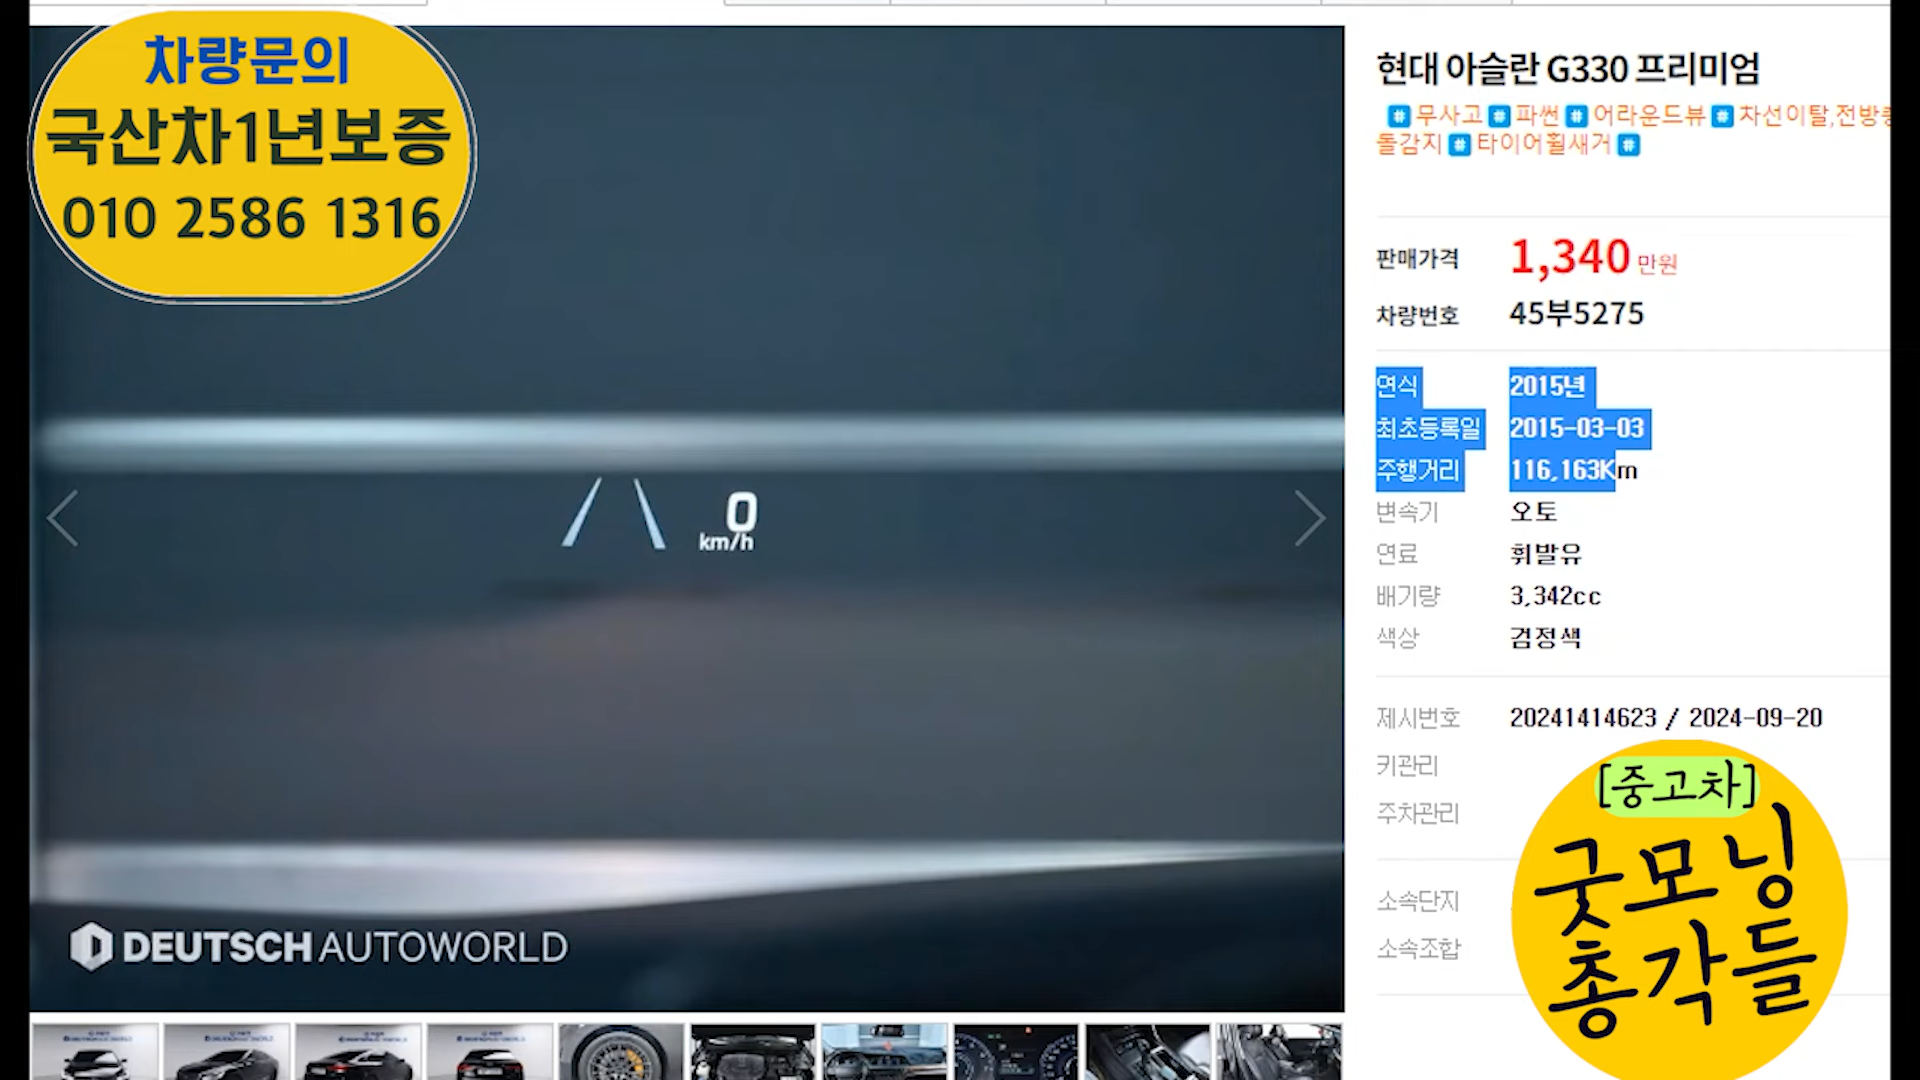 차량문의
국산차1년보증
010 2586 1316
0
km/h
DEUTSCH AUTOWORLD
현대 아슬란 G330 프리미엄
# 무사고 # 파썬 # 어라운드뷰 # 차선이탈,전방충
돌감지 # 타이어휠새거 #
판매가격 1,340 만원
차량번호 45부5275
연식 2015년
최초등록일 2015-03-03
주행거리 116,163Km
변속기 오토
연료 휘발유
배기량 3,342cc
색상 검정색
제시번호 20241414623 / 2024-09-20
키관리
주차관리
소속단지
소속조합
[중고차]
굿모닝
총각들